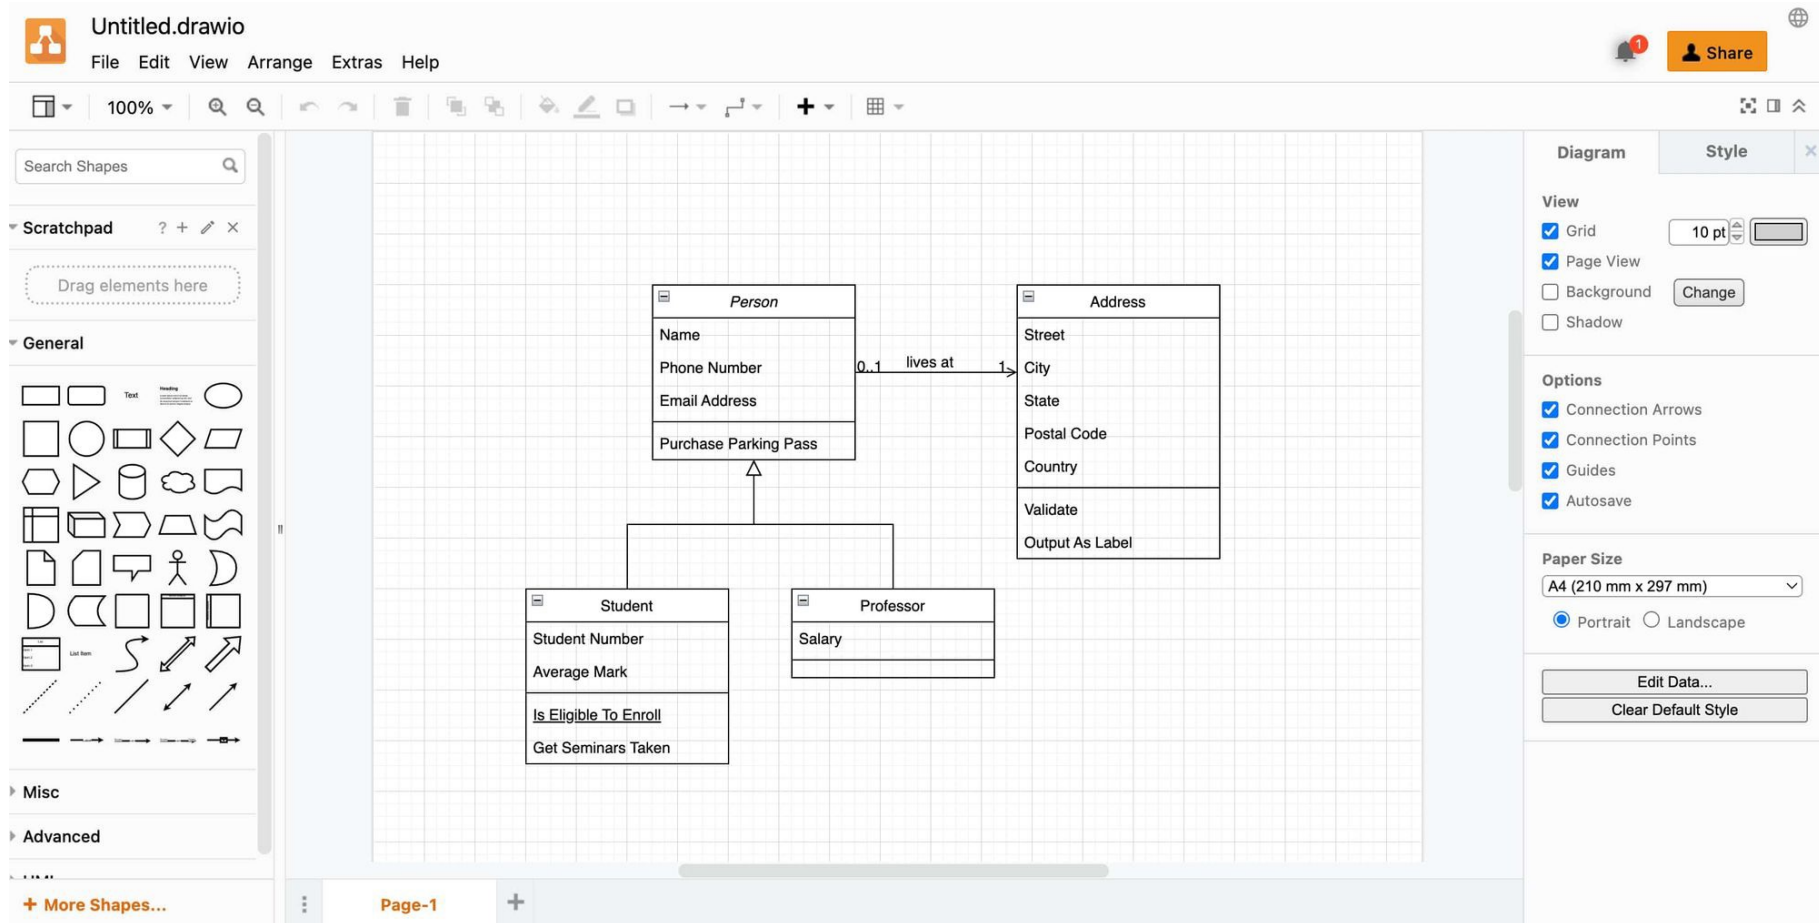 Untitled.drawio
File Edit View Arrange Extras Help
1
Share
100%
Search Shapes
Scratchpad ?
Drag elements here
General
Text
Heading
List Item
Misc
Advanced
+ More Shapes...
Person
Name
Phone Number
Email Address
Purchase Parking Pass
0..1 lives at 1
Address
Street
City
State
Postal Code
Country
Validate
Output As Label
Student
Student Number
Average Mark
Is Eligible To Enroll
Get Seminars Taken
Professor
Salary
Page-1
Diagram Style
View
Grid 10 pt
Page View
Background Change
Shadow
Options
Connection Arrows
Connection Points
Guides
Autosave
Paper Size
A4 (210 mm x 297 mm)
Portrait Landscape
Edit Data...
Clear Default Style